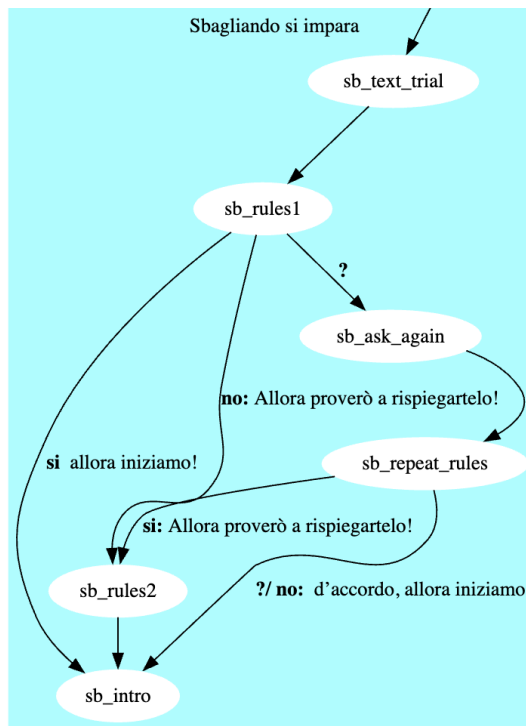 Sbagliando si impara
sb_text_trial
sb_rules1
?
sb_ask_again
no: Allora proverò a rispiegartelo!
si  allora iniziamo!
sb_repeat_rules
si: Allora proverò a rispiegartelo!
sb_rules2
?/ no:  d'accordo, allora iniziamo
sb_intro